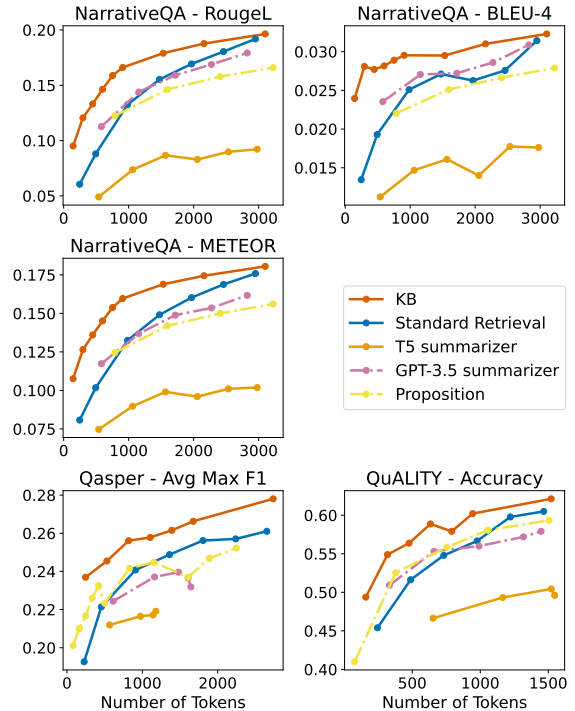 NarrativeQA - RougeL
0.20
0.15
0.10
0.05
0 1000 2000 3000
NarrativeQA - BLEU-4
0.030
0.025
0.020
0.015
0 1000 2000 3000
NarrativeQA - METEOR
0.175
0.150
0.125
0.100
0.075
0 1000 2000 3000
KB
Standard Retrieval
T5 summarizer
GPT-3.5 summarizer
Proposition
Qasper - Avg Max F1
0.28
0.26
0.24
0.22
0.20
0 1000 2000
Number of Tokens
QuALITY - Accuracy
0.60
0.55
0.50
0.45
0.40
500 1000 1500
Number of Tokens